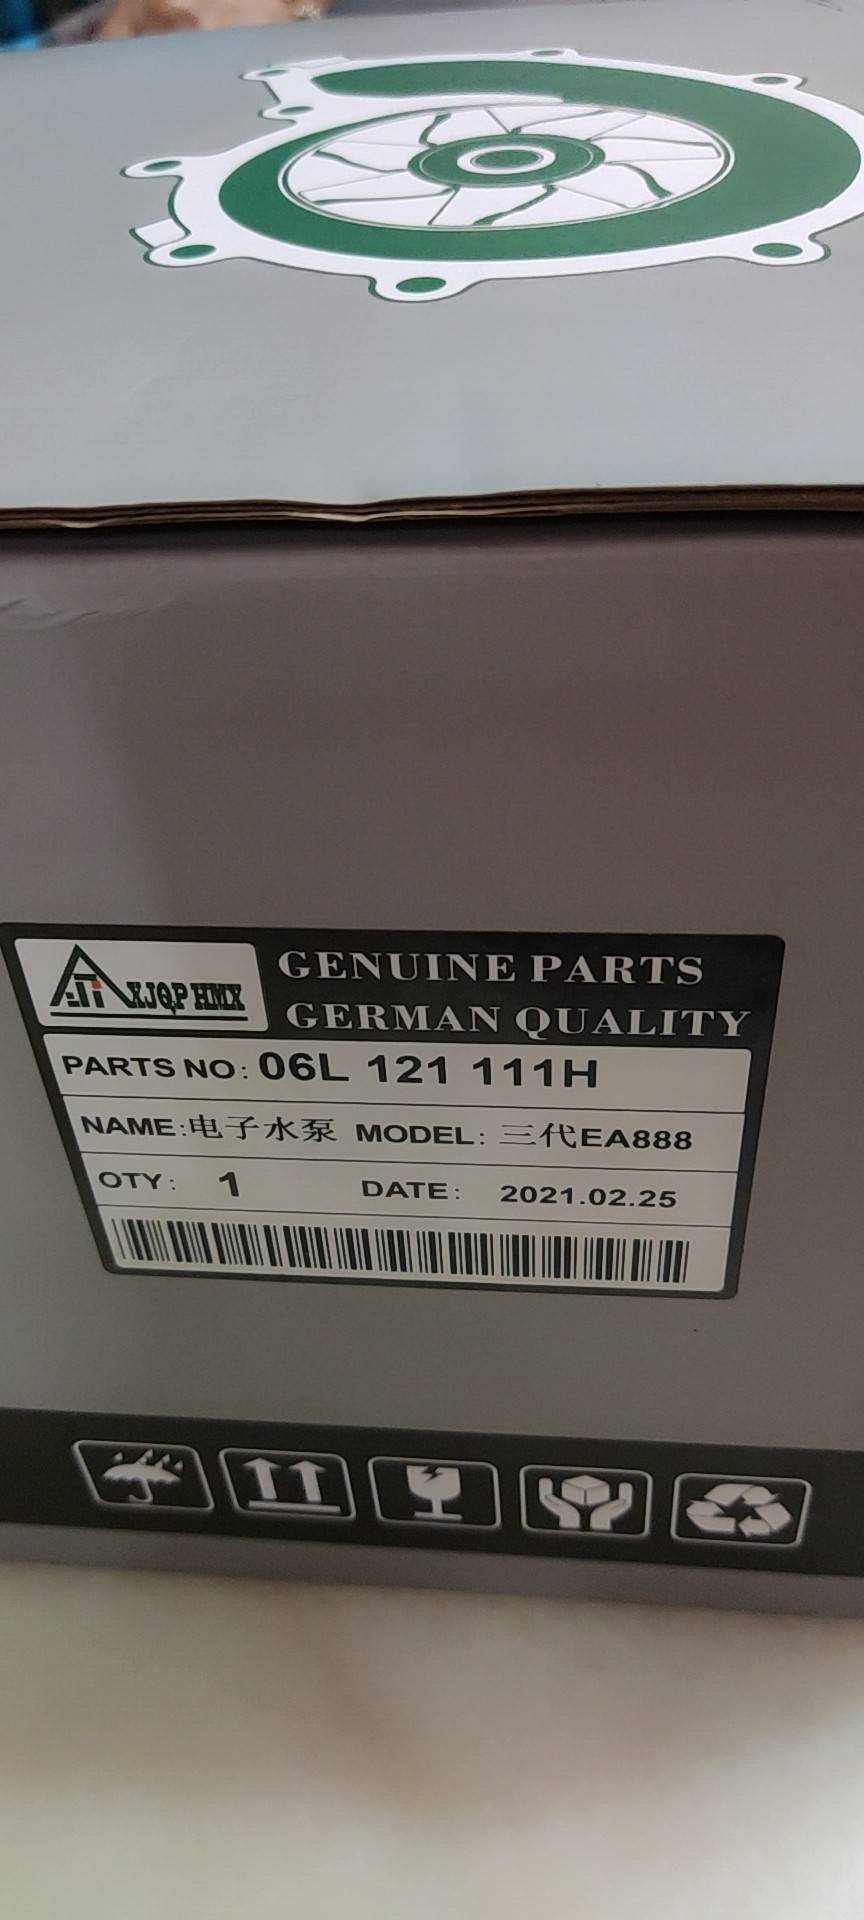 XJQP HMX
GENUINE PARTS
GERMAN QUALITY
PARTS NO: 06L 121 111H
NAME:电子水泵 MODEL: 三代EA888
QTY: 1 DATE: 2021.02.25